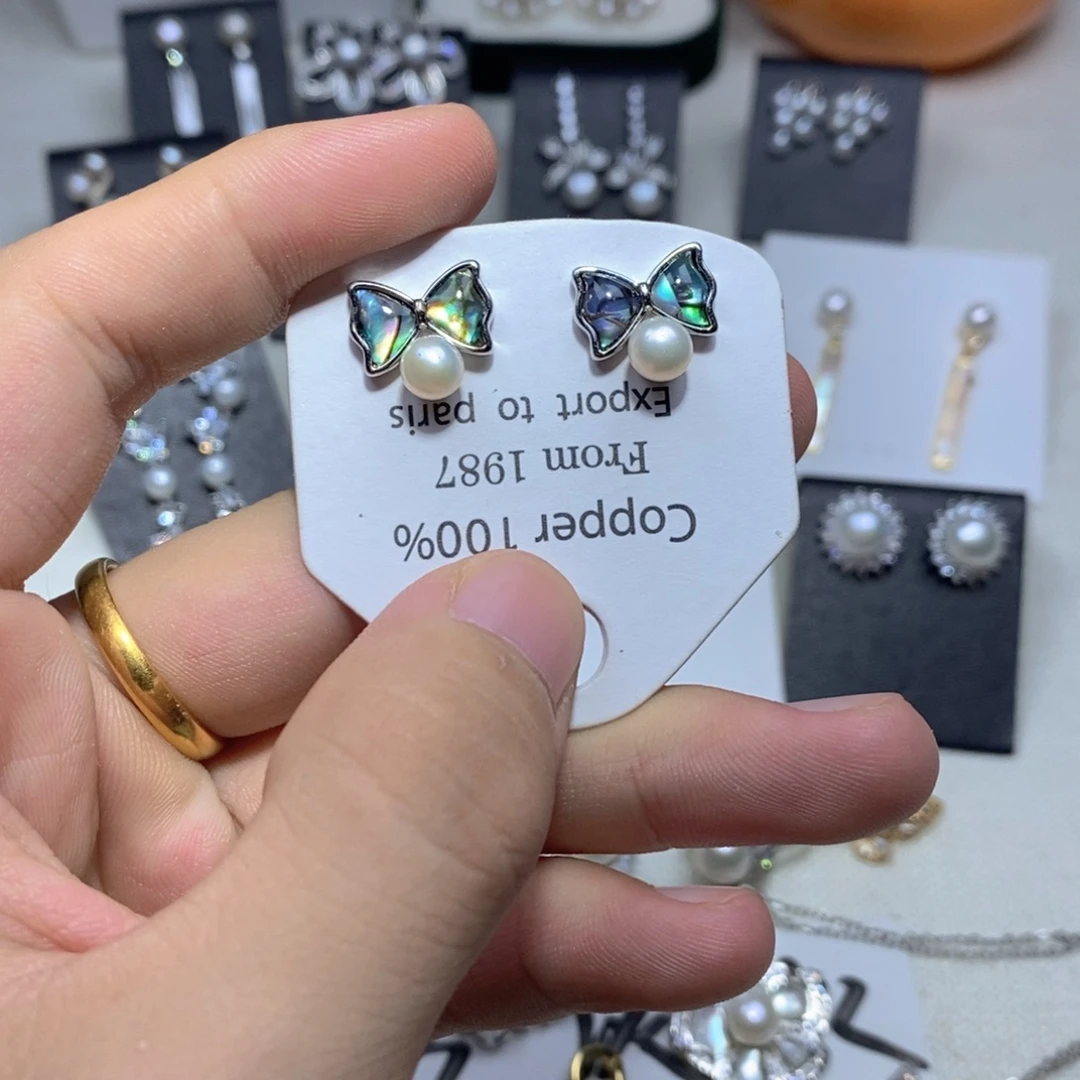 Copper 100%
From 1987
Export to paris